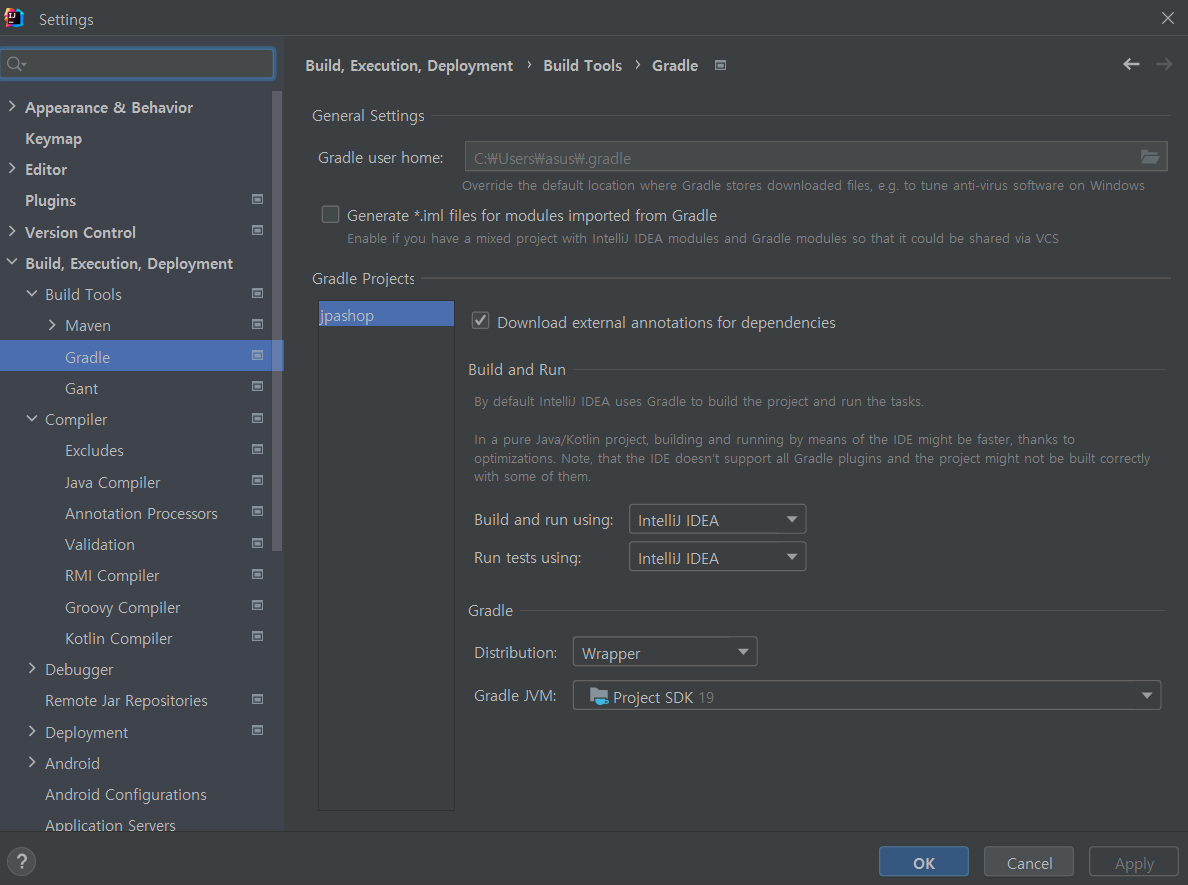 Settings
Build, Execution, Deployment › Build Tools › Gradle
Appearance & Behavior
Keymap
Editor
Plugins
Version Control
Build, Execution, Deployment
Build Tools
Maven
Gradle
Gant
Compiler
Excludes
Java Compiler
Annotation Processors
Validation
RMI Compiler
Groovy Compiler
Kotlin Compiler
Debugger
Remote Jar Repositories
Deployment
Android
Android Configurations
Application Servers
General Settings
Gradle user home: C:₩Users₩asus₩.gradle
Override the default location where Gradle stores downloaded files, e.g. to tune anti-virus software on Windows
Generate *.iml files for modules imported from Gradle
Enable if you have a mixed project with IntelliJ IDEA modules and Gradle modules so that it could be shared via VCS
Gradle Projects
jpashop
Download external annotations for dependencies
Build and Run
By default IntelliJ IDEA uses Gradle to build the project and run the tasks.
In a pure Java/Kotlin project, building and running by means of the IDE might be faster, thanks to
optimizations. Note, that the IDE doesn't support all Gradle plugins and the project might not be built correctly
with some of them.
Build and run using: IntelliJ IDEA
Run tests using: IntelliJ IDEA
Gradle
Distribution: Wrapper
Gradle JVM: Project SDK 19
?
OK Cancel Apply